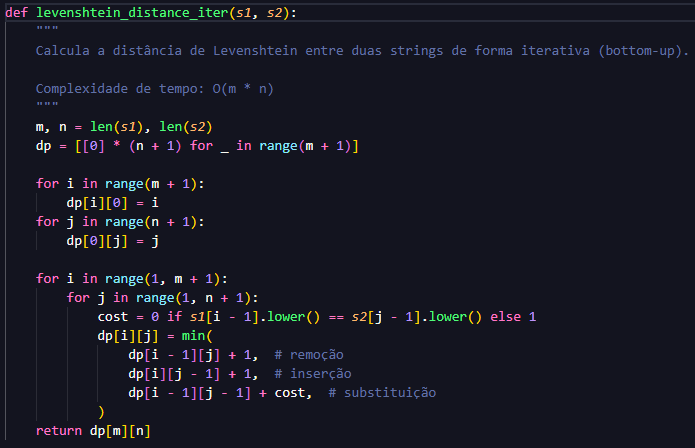 def levenshtein_distance_iter(s1, s2):
    """
    Calcula a distância de Levenshtein entre duas strings de forma iterativa (bottom-up).

    Complexidade de tempo: O(m * n)
    """
    m, n = len(s1), len(s2)
    dp = [[0] * (n + 1) for _ in range(m + 1)]

    for i in range(m + 1):
        dp[i][0] = i
    for j in range(n + 1):
        dp[0][j] = j

    for i in range(1, m + 1):
        for j in range(1, n + 1):
            cost = 0 if s1[i - 1].lower() == s2[j - 1].lower() else 1
            dp[i][j] = min(
                dp[i - 1][j] + 1,  # remoção
                dp[i][j - 1] + 1,  # inserção
                dp[i - 1][j - 1] + cost,  # substituição
            )
    return dp[m][n]